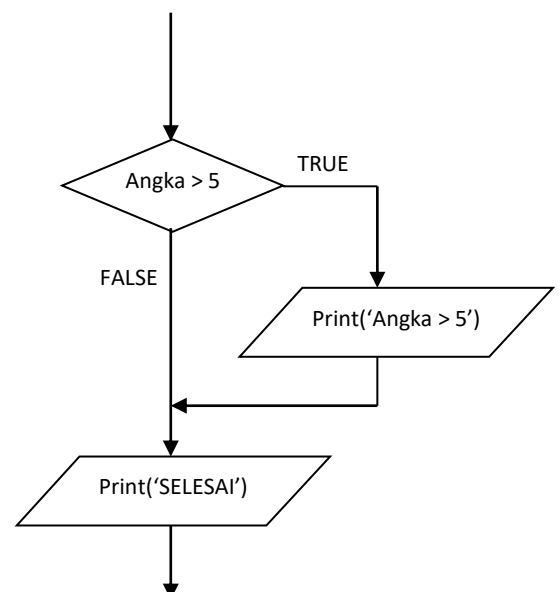 Angka > 5
TRUE
FALSE
Print(‘Angka > 5’)
Print(‘SELESAI’)